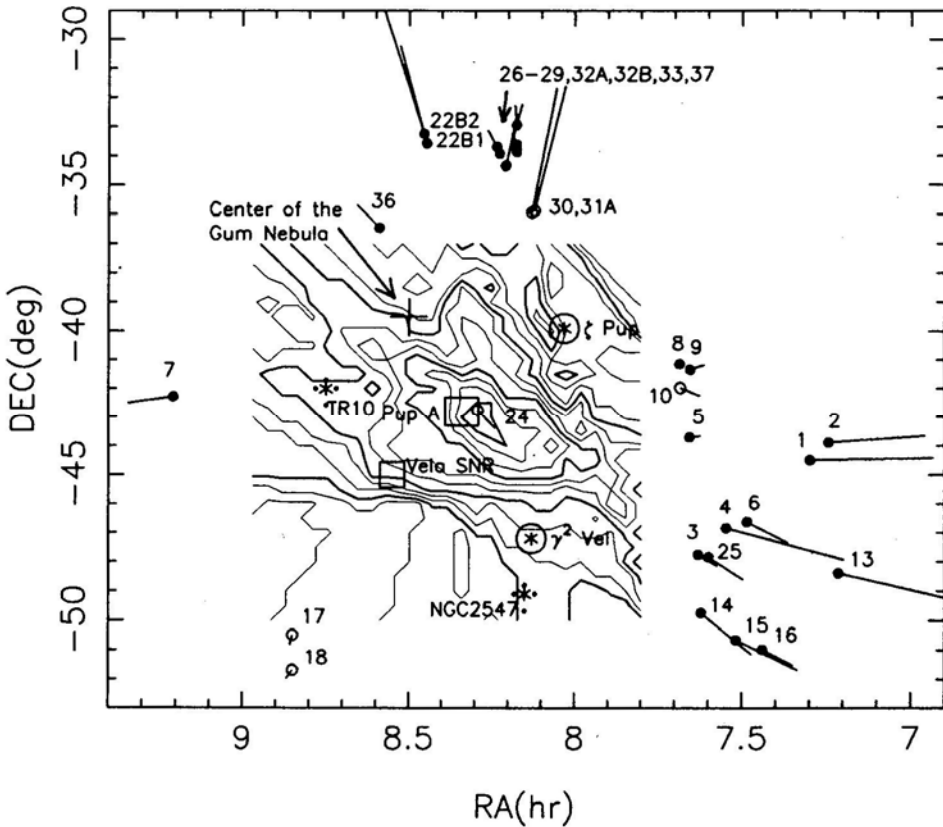 -30
26-29,32A,32B,33,37
22B2
22B1
-35
36
30,31A
Center of the
Gum Nebula
DEC(deg)
-40
ζ Pup
8
9
7
10
TR10
Pup A
24
5
2
1
-45
Vela SNR
4
6
3
25
13
γ² Vel
NGC2547
14
15
16
-50
17
18
9
8.5
8
7.5
7
RA(hr)